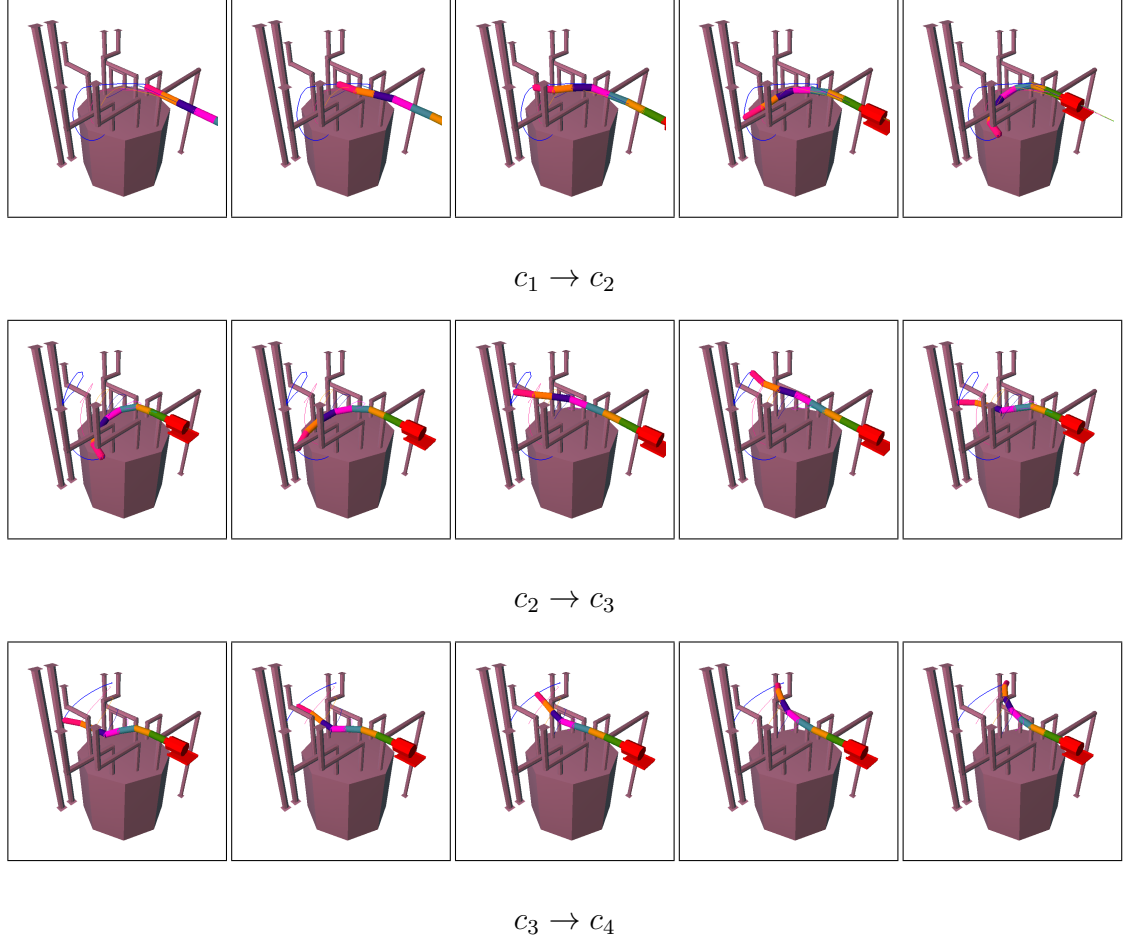 c₁ → c₂
c₂ → c₃
c₃ → c₄